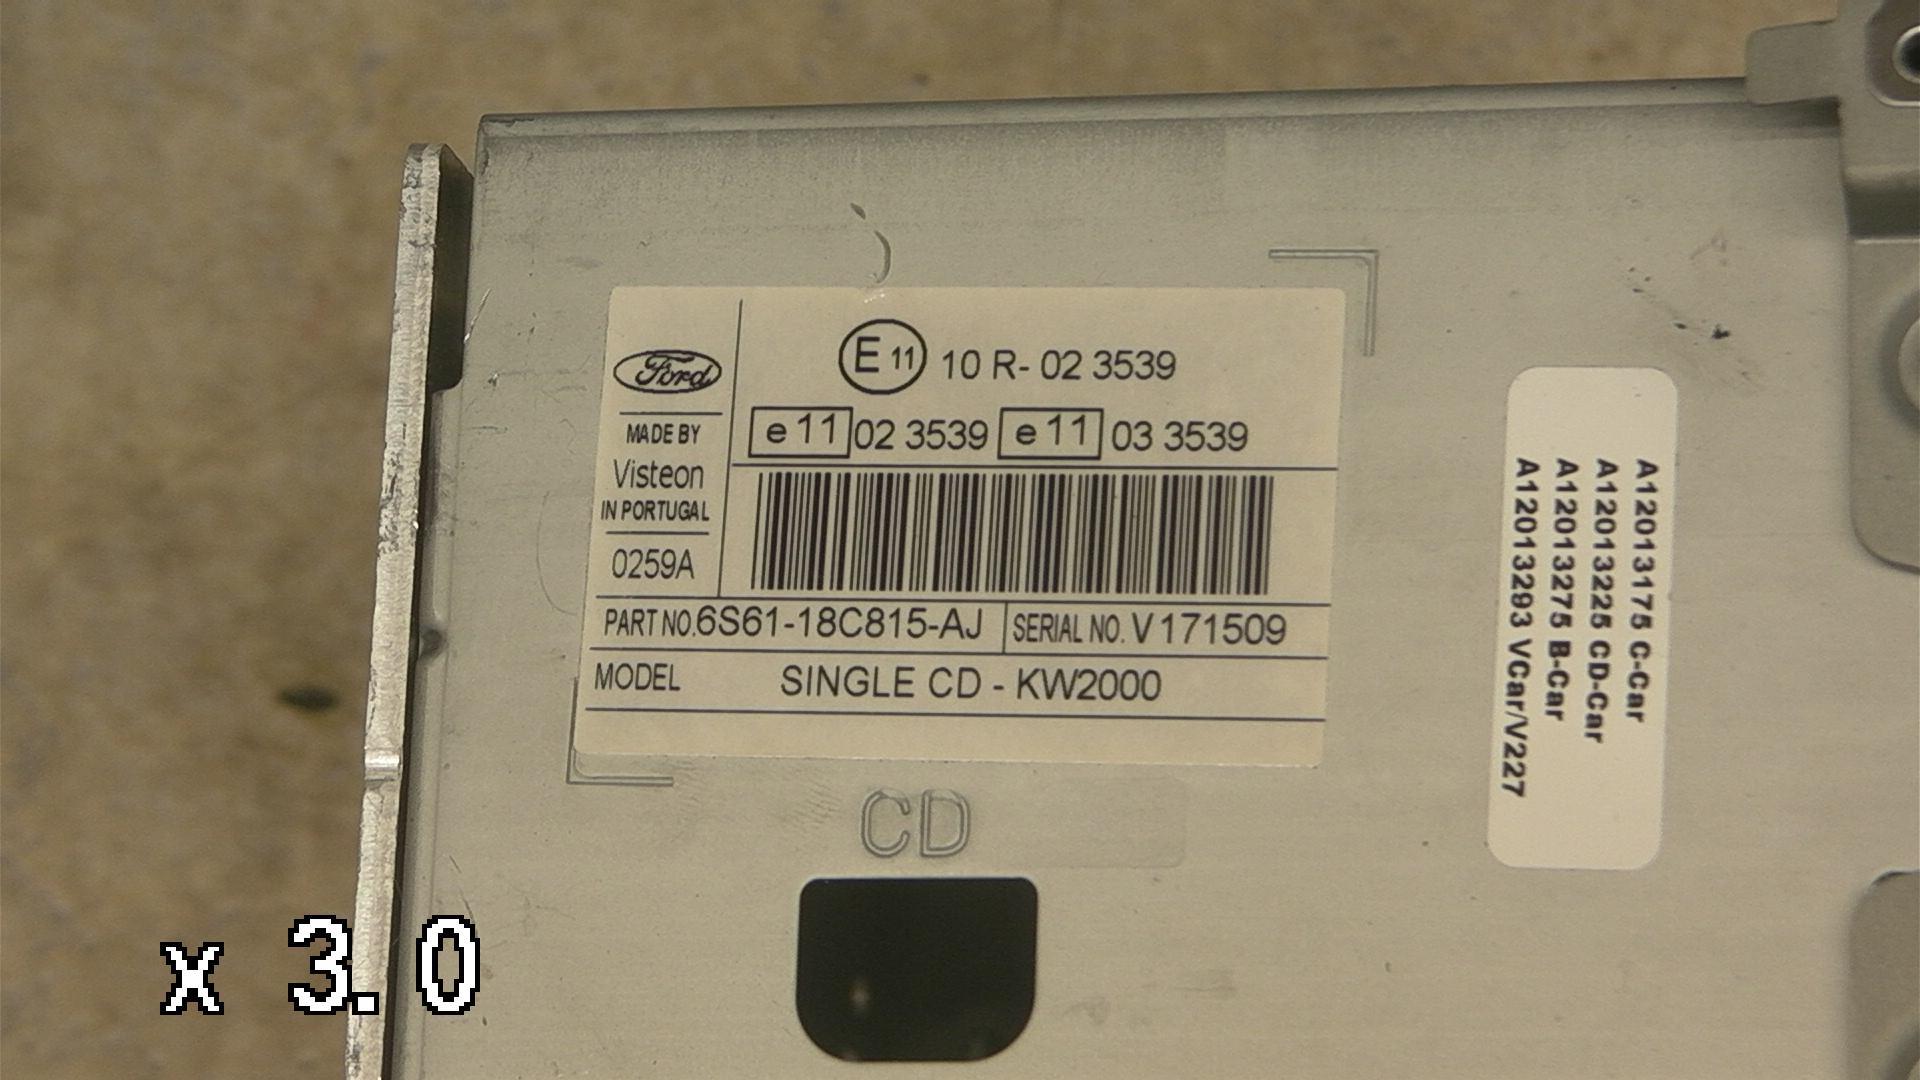 Ford
MADE BY
Visteon
IN PORTUGAL
0259A
E 11 10 R- 02 3539
e 11 02 3539 e 11 03 3539
PART NO. 6S61-18C815-AJ SERIAL NO. V171509
MODEL SINGLE CD - KW2000
CD
A12013175 C-Car
A12013225 CD-Car
A12013275 B-Car
A12013293 VCar/V227
x 3.0